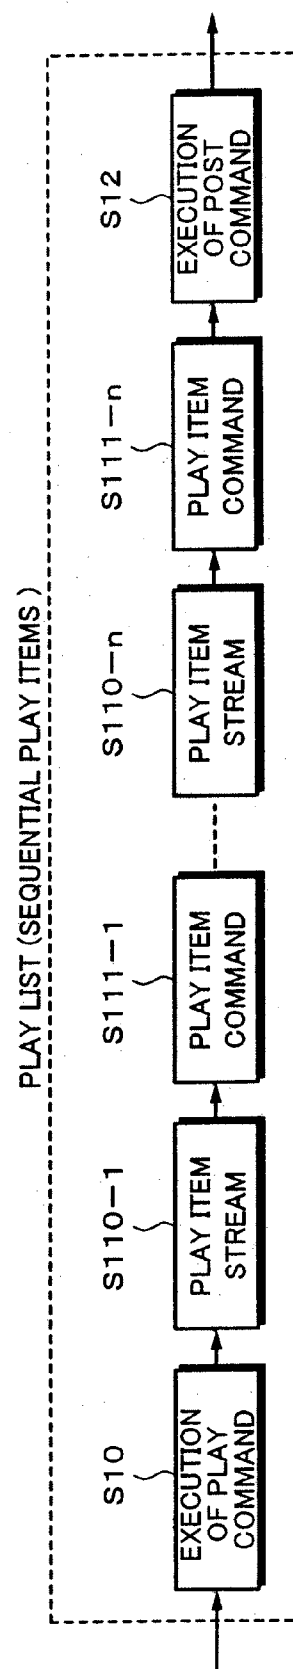 PLAY LIST (SEQUENTIAL PLAY ITEMS)
S10
EXECUTION
OF PLAY
COMMAND
S110-1
PLAY ITEM
STREAM
S111-1
PLAY ITEM
COMMAND
S110-n
PLAY ITEM
STREAM
S111-n
PLAY ITEM
COMMAND
S12
EXECUTION
OF POST
COMMAND